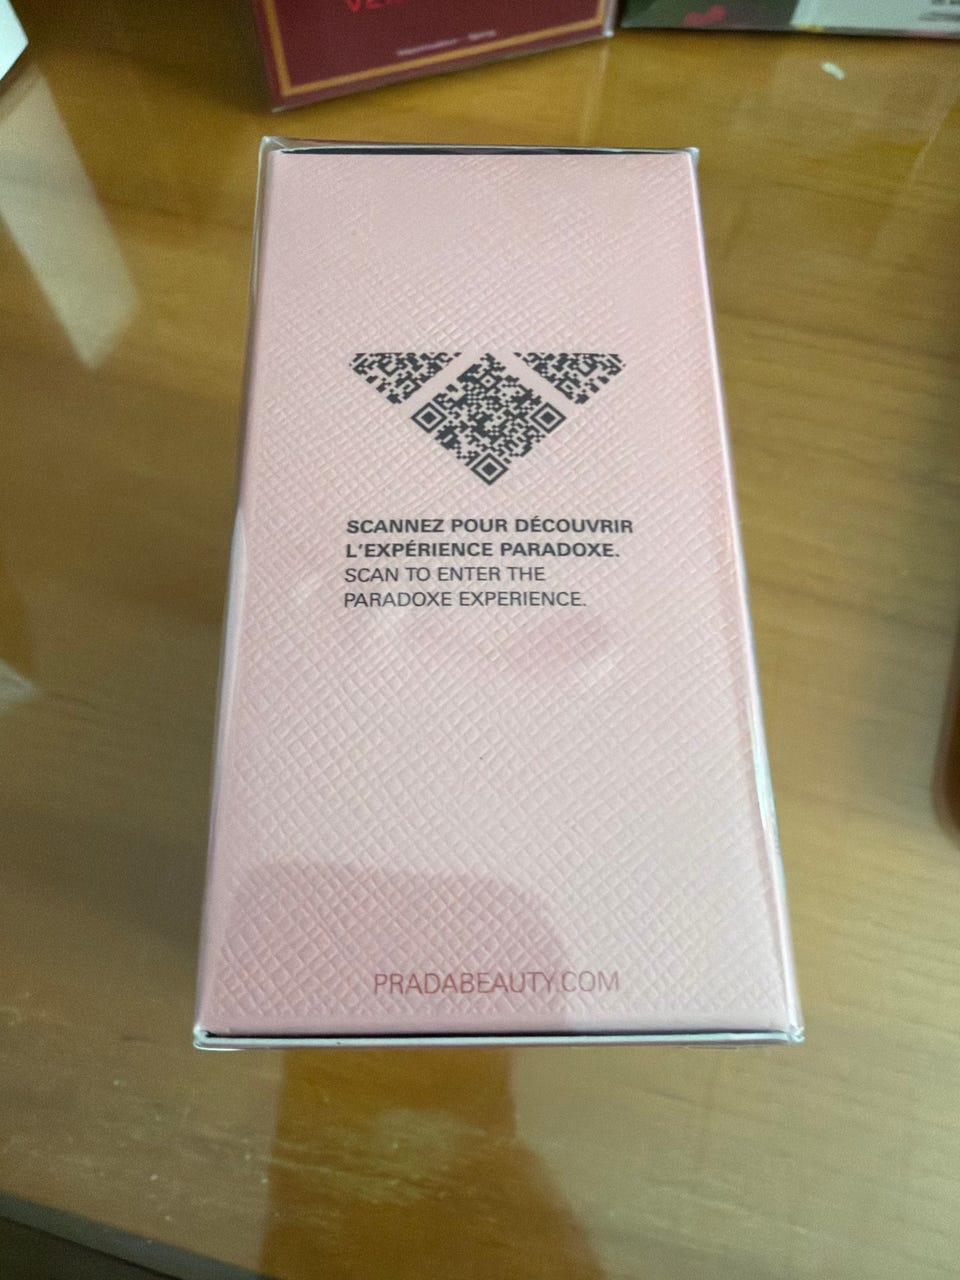 SCANNEZ POUR DÉCOUVRIR
L'EXPÉRIENCE PARADOXE.
SCAN TO ENTER THE
PARADOXE EXPERIENCE.
PRADABEAUTY.COM